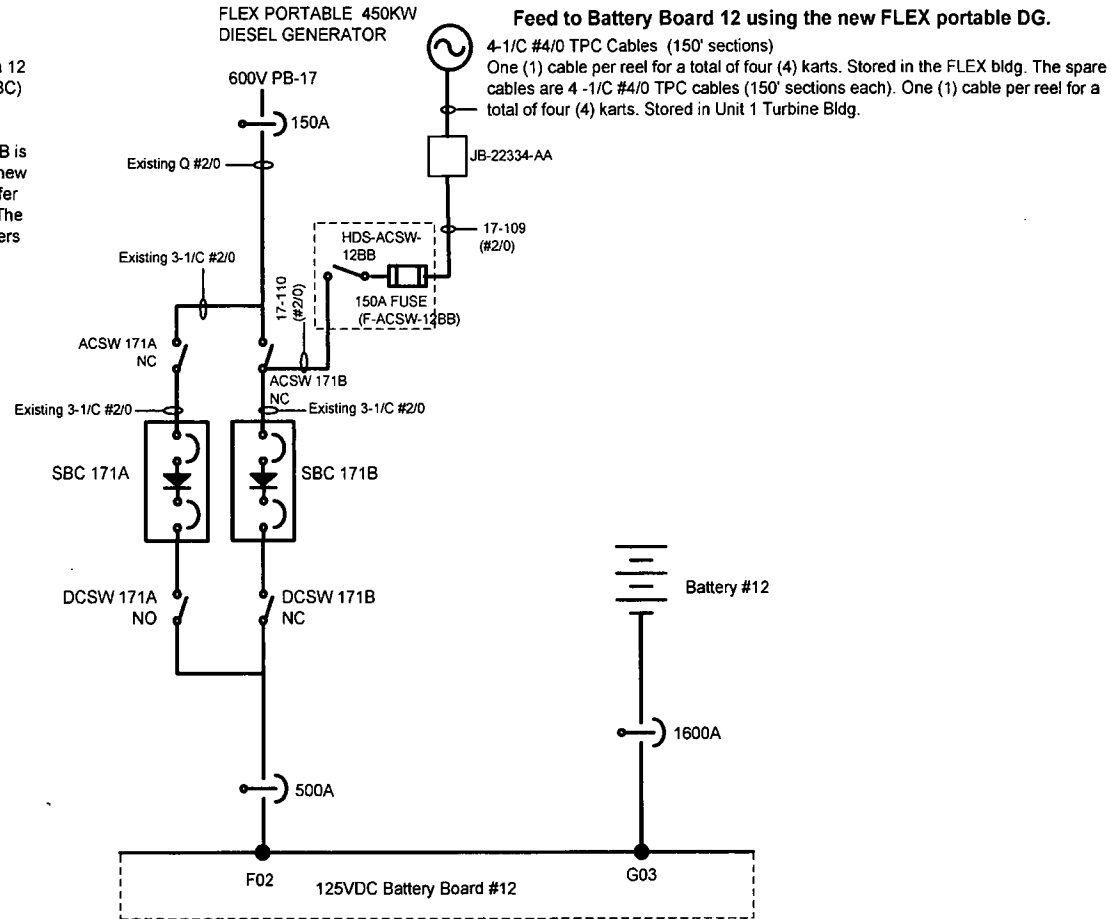 FLEX PORTABLE 450KW
DIESEL GENERATOR
Feed to Battery Board 12 using the new FLEX portable DG.
4-1/C #4/0 TPC Cables (150' sections)
One (1) cable per reel for a total of four (4) karts. Stored in the FLEX bldg. The spare
cables are 4 -1/C #4/0 TPC cables (150' sections each). One (1) cable per reel for a
total of four (4) karts. Stored in Unit 1 Turbine Bldg.
12
BC)
B is
new
fer
The
ers
600V PB-17
150A
Existing Q #2/0
JB-22334-AA
17-109
(#2/0)
HDS-ACSW-
12BB
150A FUSE
(F-ACSW-12BB)
Existing 3-1/C #2/0
17-110
(#2/0)
ACSW 171A
NC
ACSW 171B
NC
Existing 3-1/C #2/0
Existing 3-1/C #2/0
SBC 171A
SBC 171B
DCSW 171A
NO
DCSW 171B
NC
Battery #12
1600A
500A
F02
125VDC Battery Board #12
G03